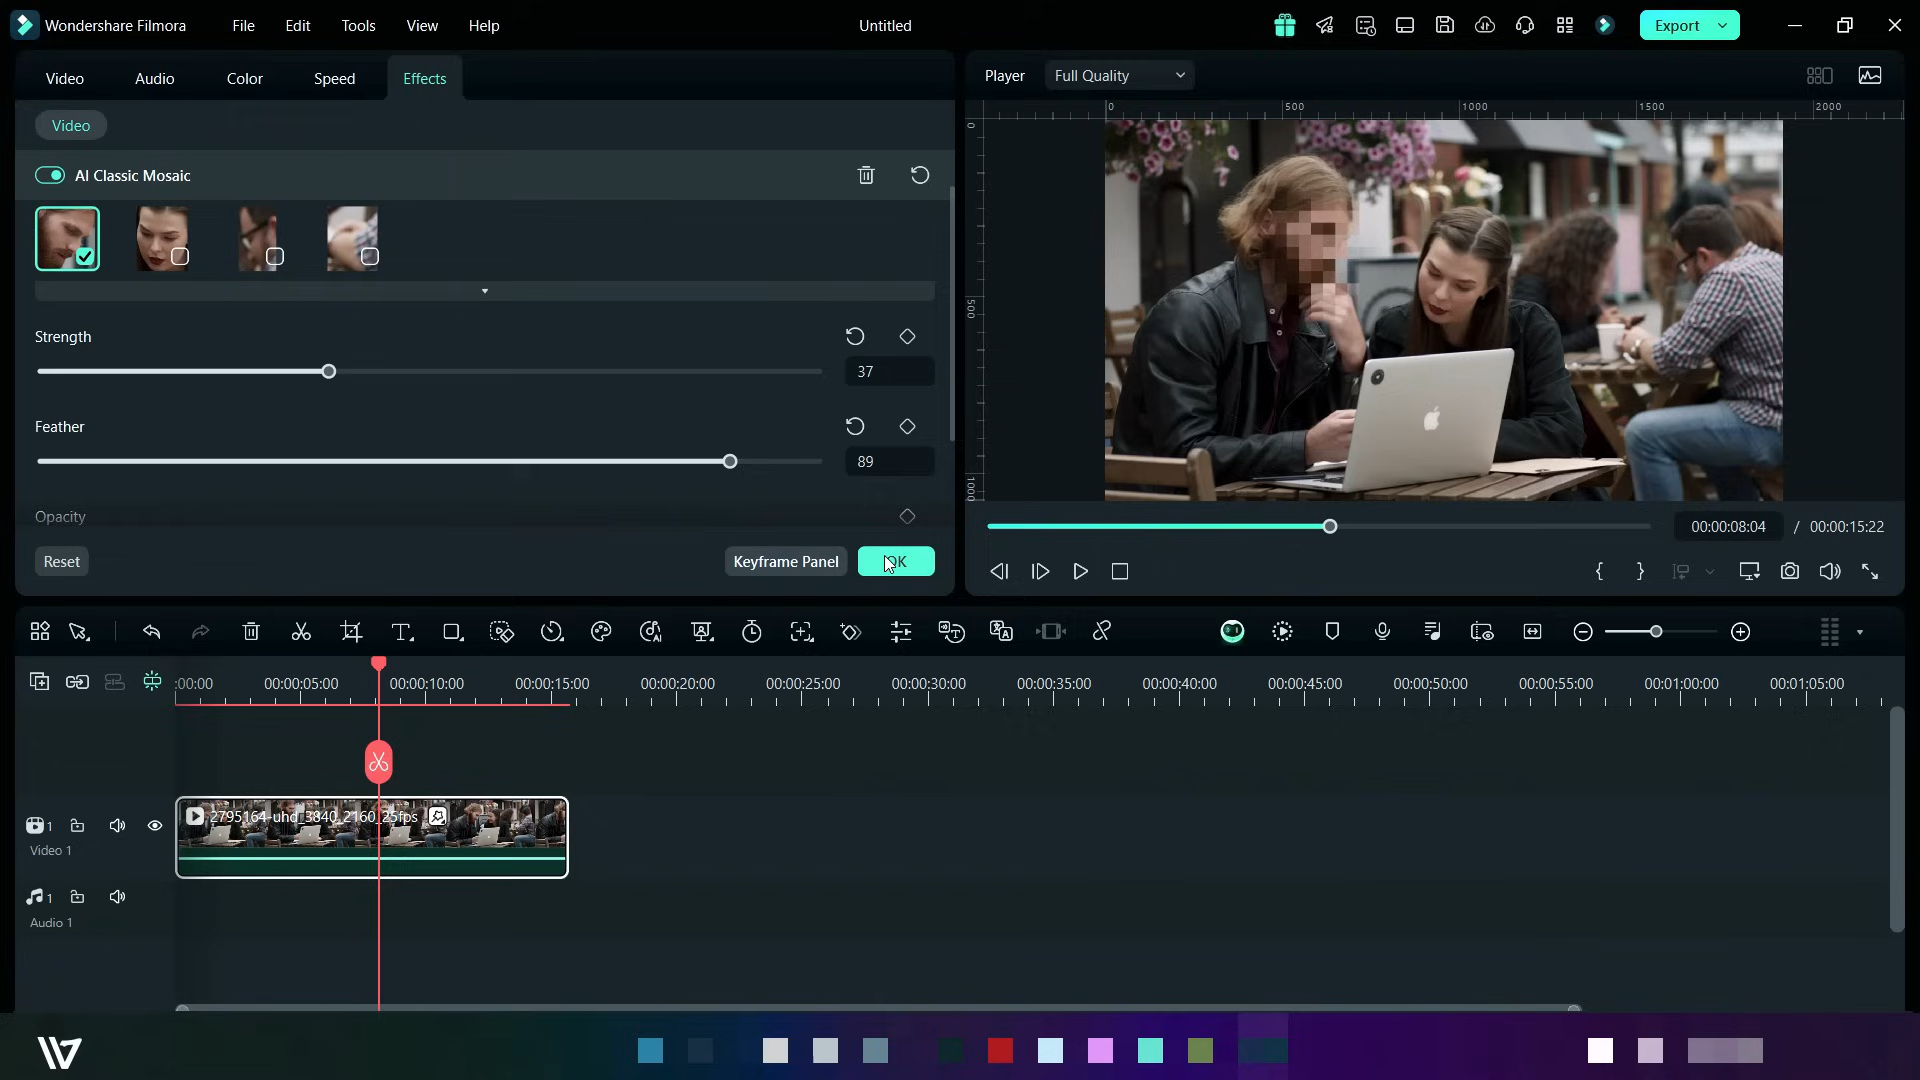 Wondershare Filmora File Edit Tools View Help Untitled Export
Video Audio Color Speed Effects
Player Full Quality
Video
AI Classic Mosaic
0 500 1000 1500 2000
0
500
1000
Strength
37
Feather
89
Opacity
Reset Keyframe Panel OK
00:00:08:04 / 00:00:15:22
:00:00 00:00:05:00 00:00:10:00 00:00:15:00 00:00:20:00 00:00:25:00 00:00:30:00 00:00:35:00 00:00:40:00 00:00:45:00 00:00:50:00 00:00:55:00 00:01:00:00 00:01:05:00
2795164-uhd_3840_2160_25fps
1
Video 1
1
Audio 1